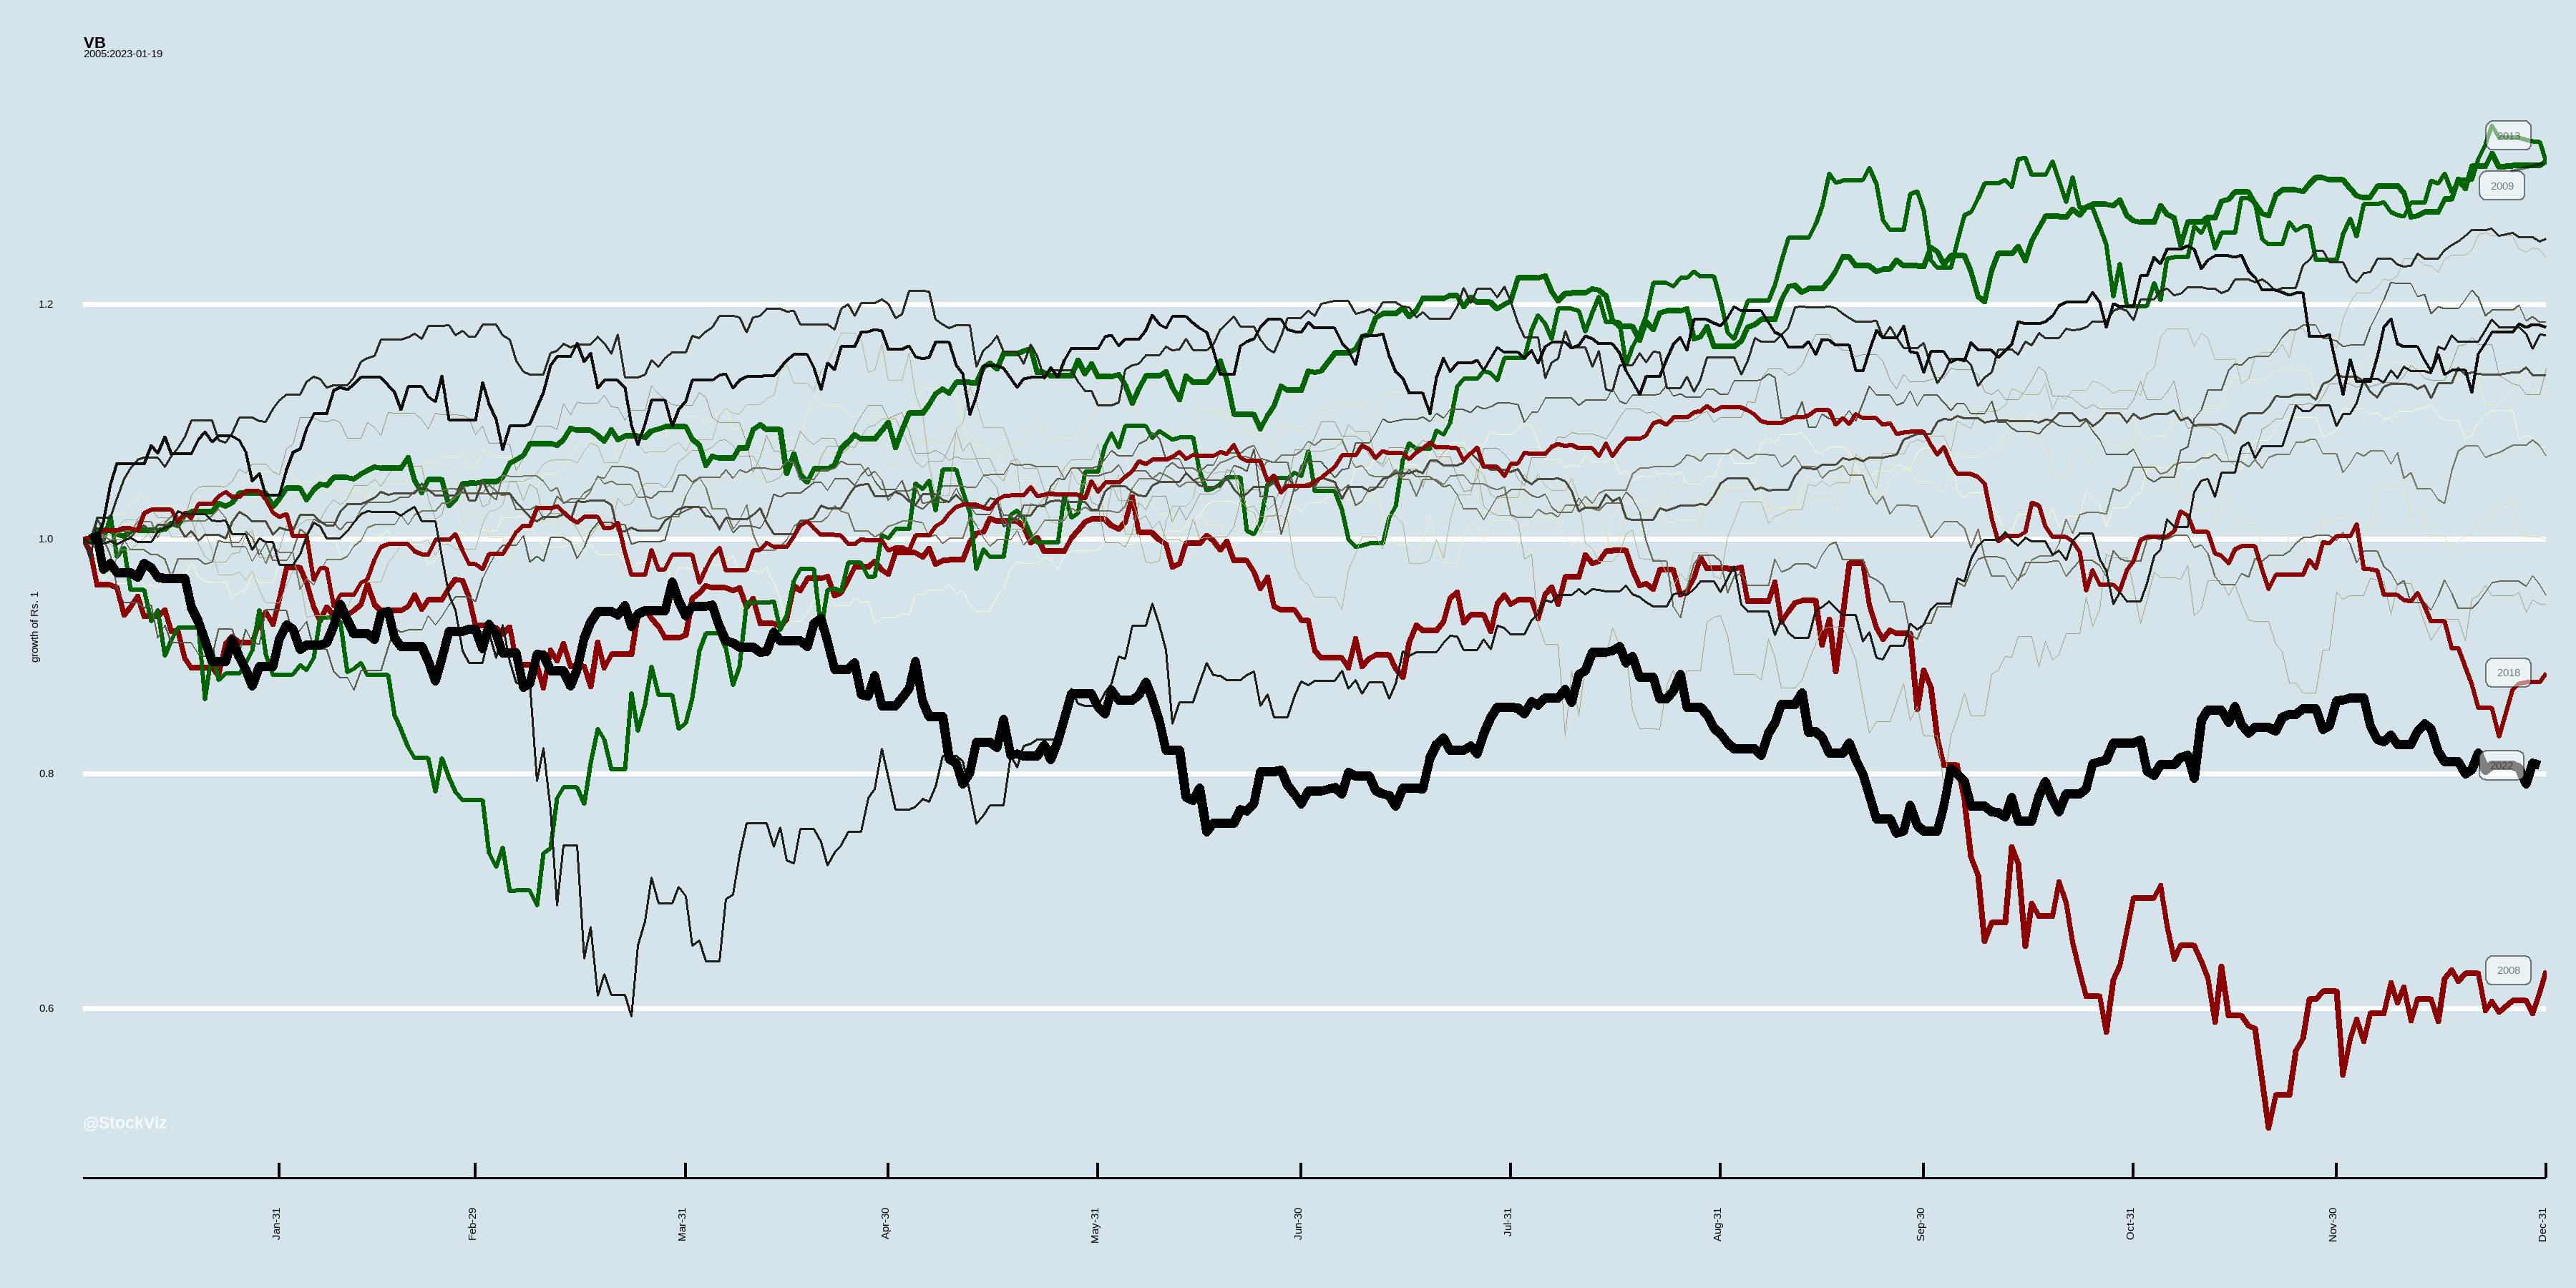 VB
2005:2023-01-19
2013
2009
1.2
1.0
growth of Rs. 1
2018
2022
0.8
2008
0.6
@StockViz
Jan-31
Feb-29
Mar-31
Apr-30
May-31
Jun-30
Jul-31
Aug-31
Sep-30
Oct-31
Nov-30
Dec-31